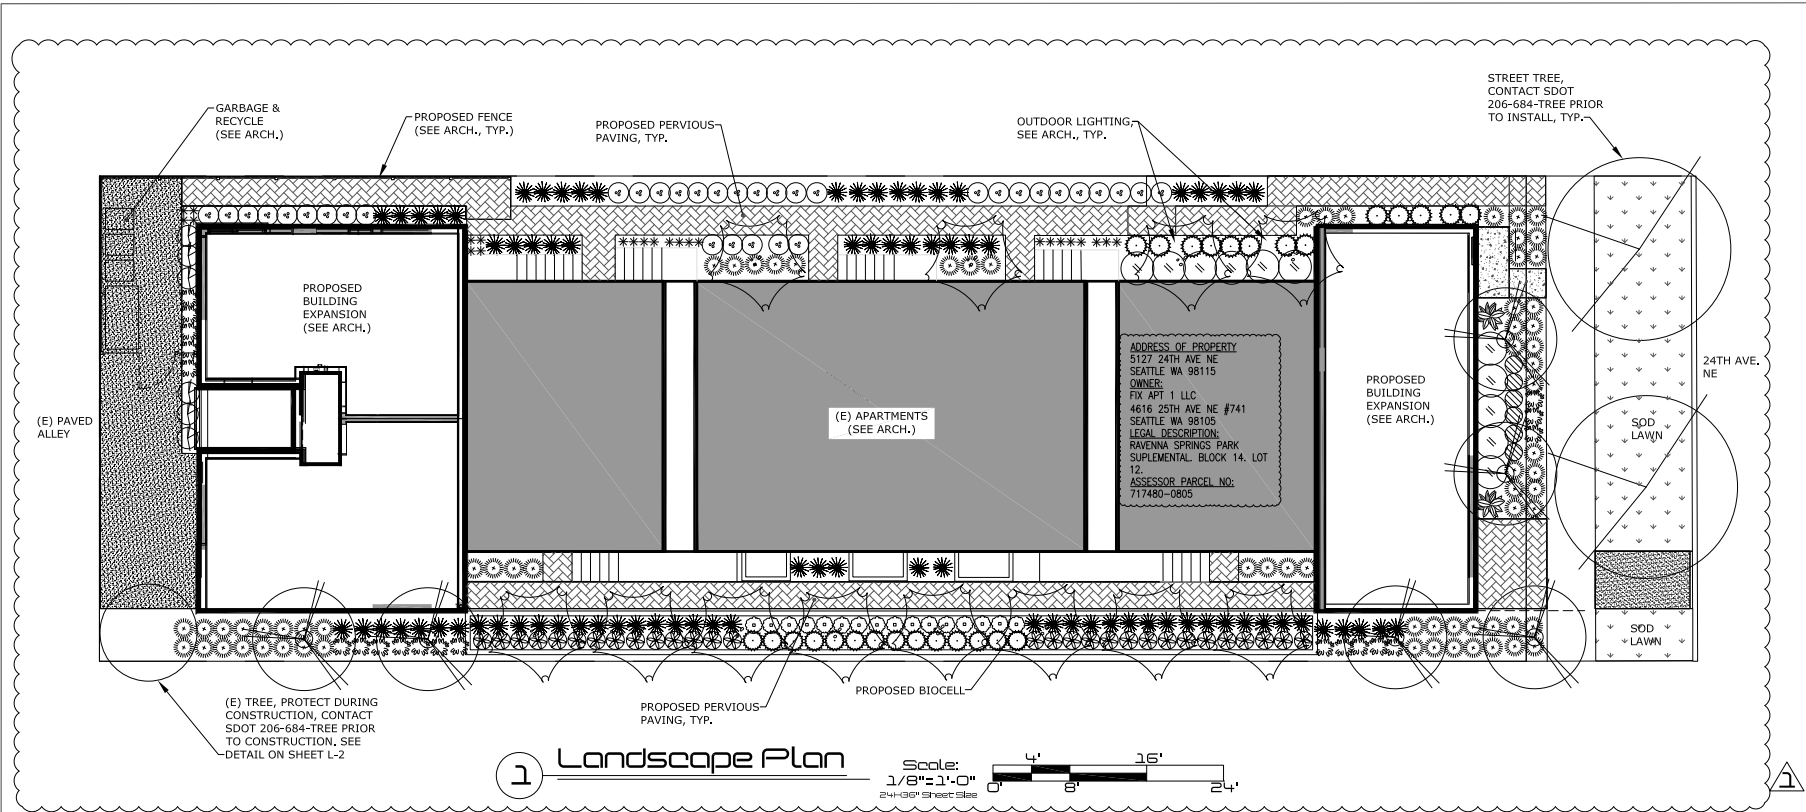 GARBAGE &
RECYCLE
(SEE ARCH.)
PROPOSED FENCE
(SEE ARCH., TYP.)
PROPOSED PERVIOUS
PAVING, TYP.
OUTDOOR LIGHTING,
SEE ARCH., TYP.
STREET TREE,
CONTACT SDOT
206-684-TREE PRIOR
TO INSTALL, TYP.
PROPOSED
BUILDING
EXPANSION
(SEE ARCH.)
(E) PAVED
ALLEY
(E) APARTMENTS
(SEE ARCH.)
ADDRESS OF PROPERTY
5127 24TH AVE NE
SEATTLE WA 98115
OWNER:
FIX APT 1 LLC
4616 25TH AVE NE #741
SEATTLE WA 98105
LEGAL DESCRIPTION:
RAVENNA SPRINGS PARK
SUPLEMENTAL. BLOCK 14. LOT
12.
ASSESSOR PARCEL NO:
717480-0805
PROPOSED
BUILDING
EXPANSION
(SEE ARCH.)
24TH AVE.
NE
SOD
LAWN
SOD
LAWN
(E) TREE, PROTECT DURING
CONSTRUCTION, CONTACT
SDOT 206-684-TREE PRIOR
TO CONSTRUCTION. SEE
DETAIL ON SHEET L-2
PROPOSED PERVIOUS
PAVING, TYP.
PROPOSED BIOCELL
1 Landscape Plan
Scale:
1/8"=1'-0"
24x36" Sheet Size
4' 16'
0' 8' 24'
1